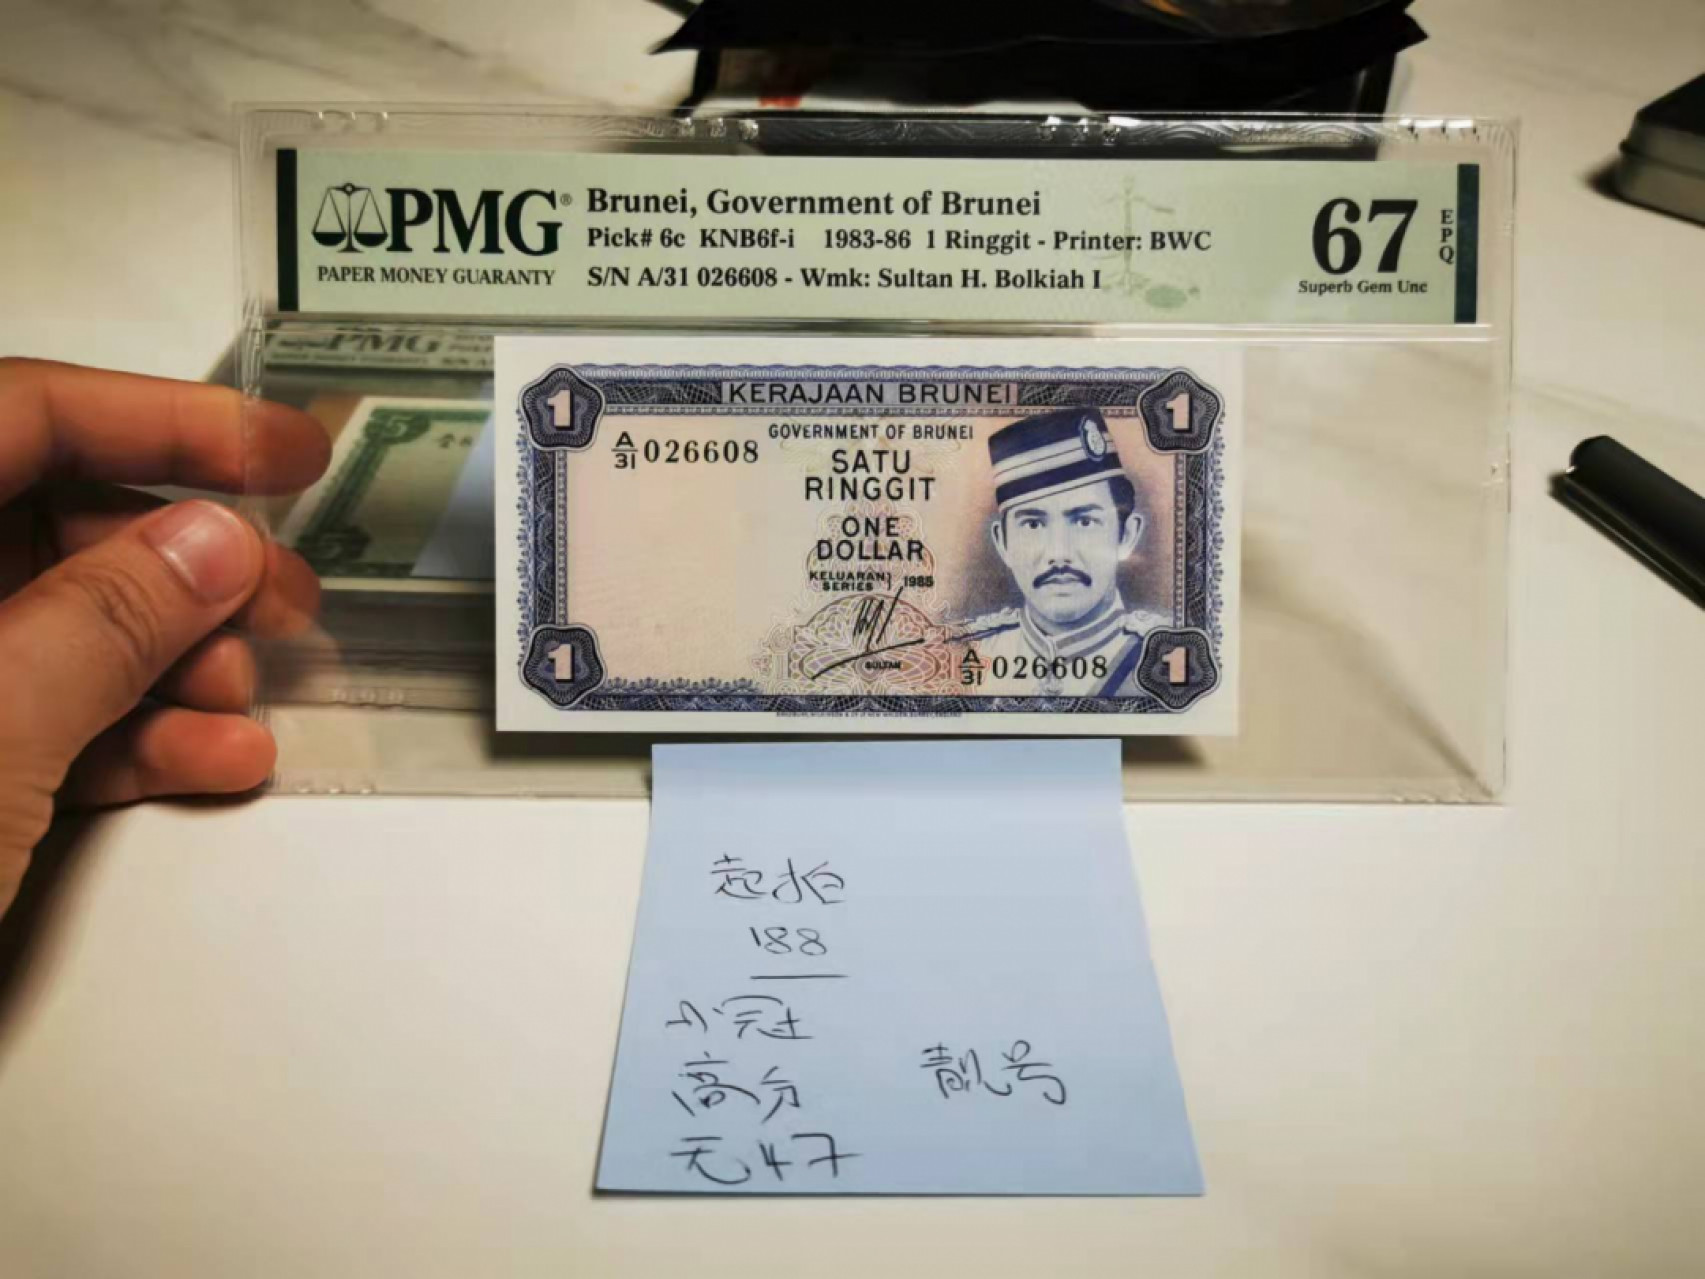 PMG®
PAPER MONEY GUARANTY
Brunei, Government of Brunei
Pick# 6c KNB6f-i 1983-86 1 Ringgit - Printer: BWC
S/N A/31 026608 - Wmk: Sultan H. Bolkiah I
67
EPQ
Superb Gem Unc
PMG
5
1
KERAJAAN BRUNEI
1
GOVERNMENT OF BRUNEI
A/31 026608
SATU
RINGGIT
ONE
DOLLAR
KELUARAN
SERIES
1985
SULTAN
A/31 026608
1
1
起拍
188
小冠
高分
靓号
无47